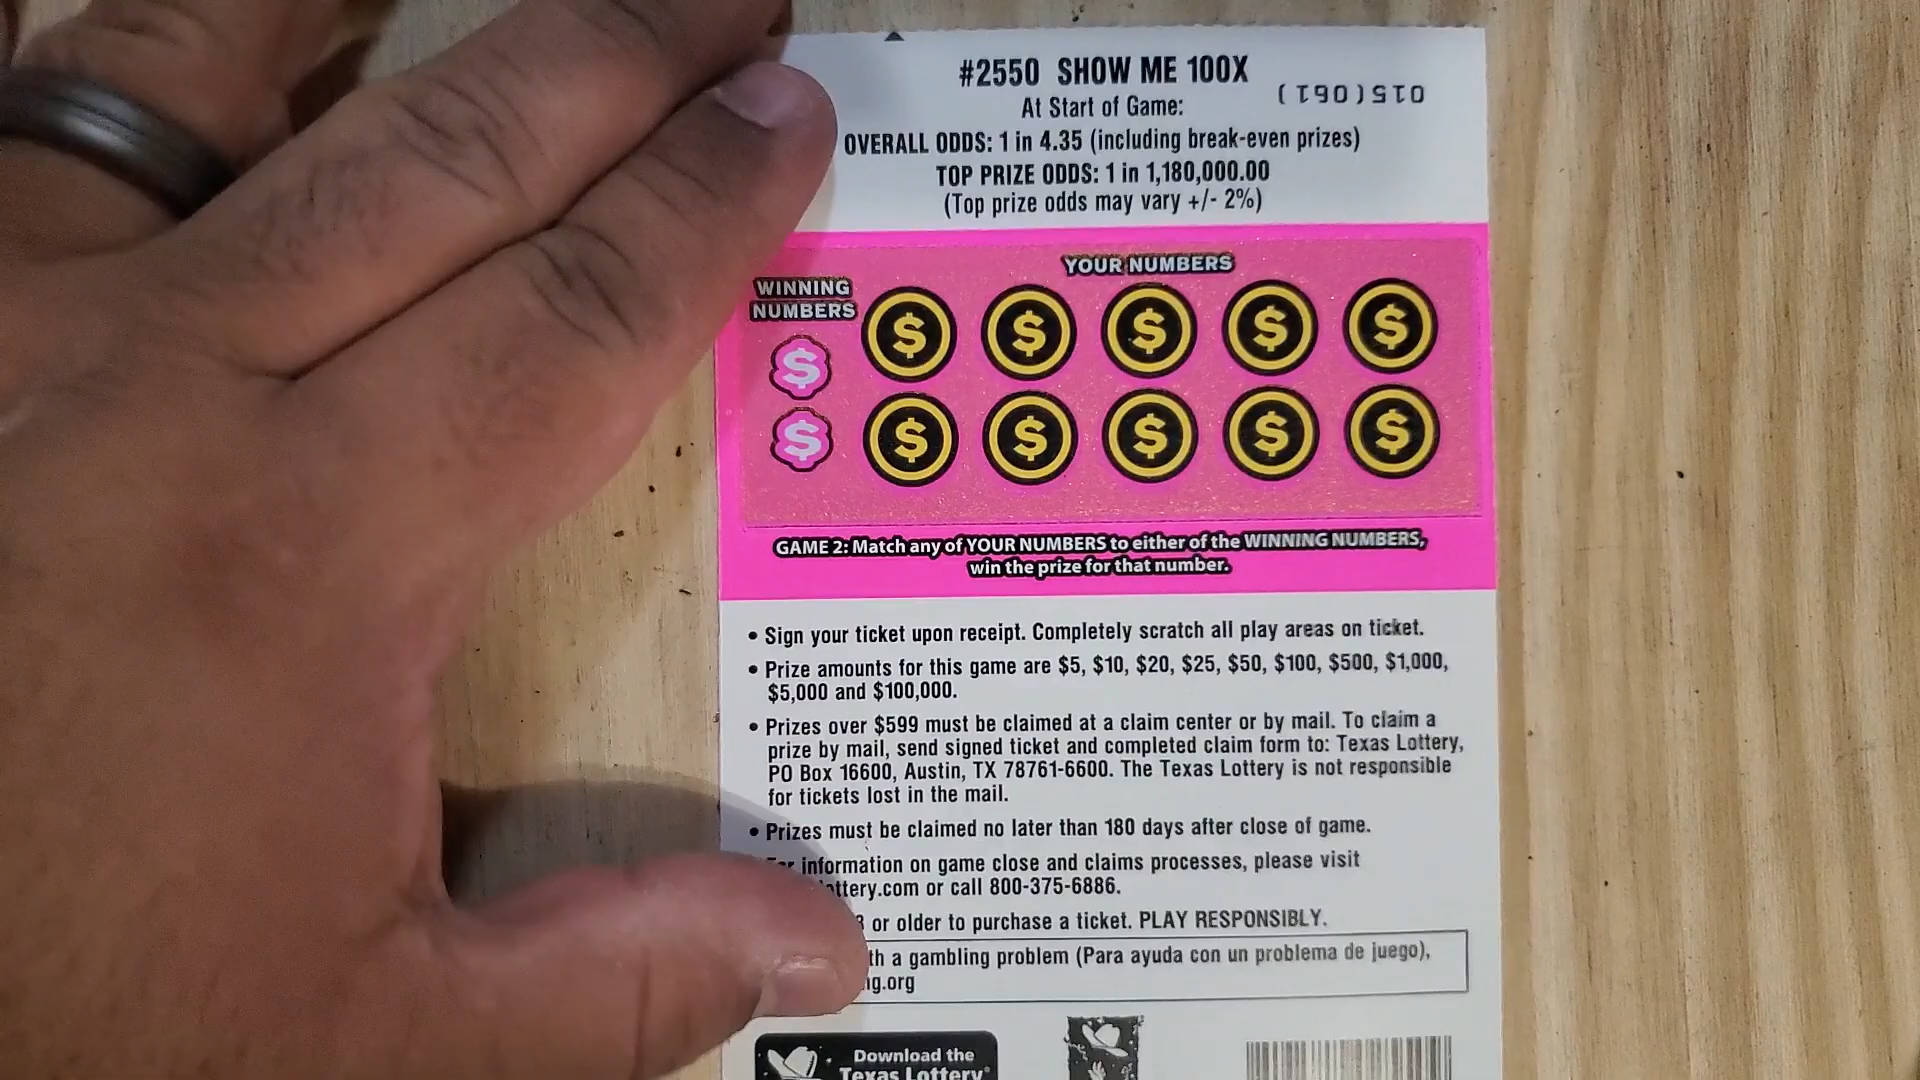 #2550 SHOW ME 100X
015(061)
At Start of Game:
OVERALL ODDS: 1 in 4.35 (including break-even prizes)
TOP PRIZE ODDS: 1 in 1,180,000.00
(Top prize odds may vary +/- 2%)
YOUR NUMBERS
WINNING
NUMBERS
$ $ $ $ $
$
$ $ $ $ $
$
GAME 2: Match any of YOUR NUMBERS to either of the WINNING NUMBERS,
win the prize for that number.
• Sign your ticket upon receipt. Completely scratch all play areas on ticket.
• Prize amounts for this game are $5, $10, $20, $25, $50, $100, $500, $1,000,
$5,000 and $100,000.
• Prizes over $599 must be claimed at a claim center or by mail. To claim a
prize by mail, send signed ticket and completed claim form to: Texas Lottery,
PO Box 16600, Austin, TX 78761-6600. The Texas Lottery is not responsible
for tickets lost in the mail.
• Prizes must be claimed no later than 180 days after close of game.
information on game close and claims processes, please visit
ttery.com or call 800-375-6886.
or older to purchase a ticket. PLAY RESPONSIBLY.
th a gambling problem (Para ayuda con un problema de juego),
g.org
Download the
Texas Lottery®